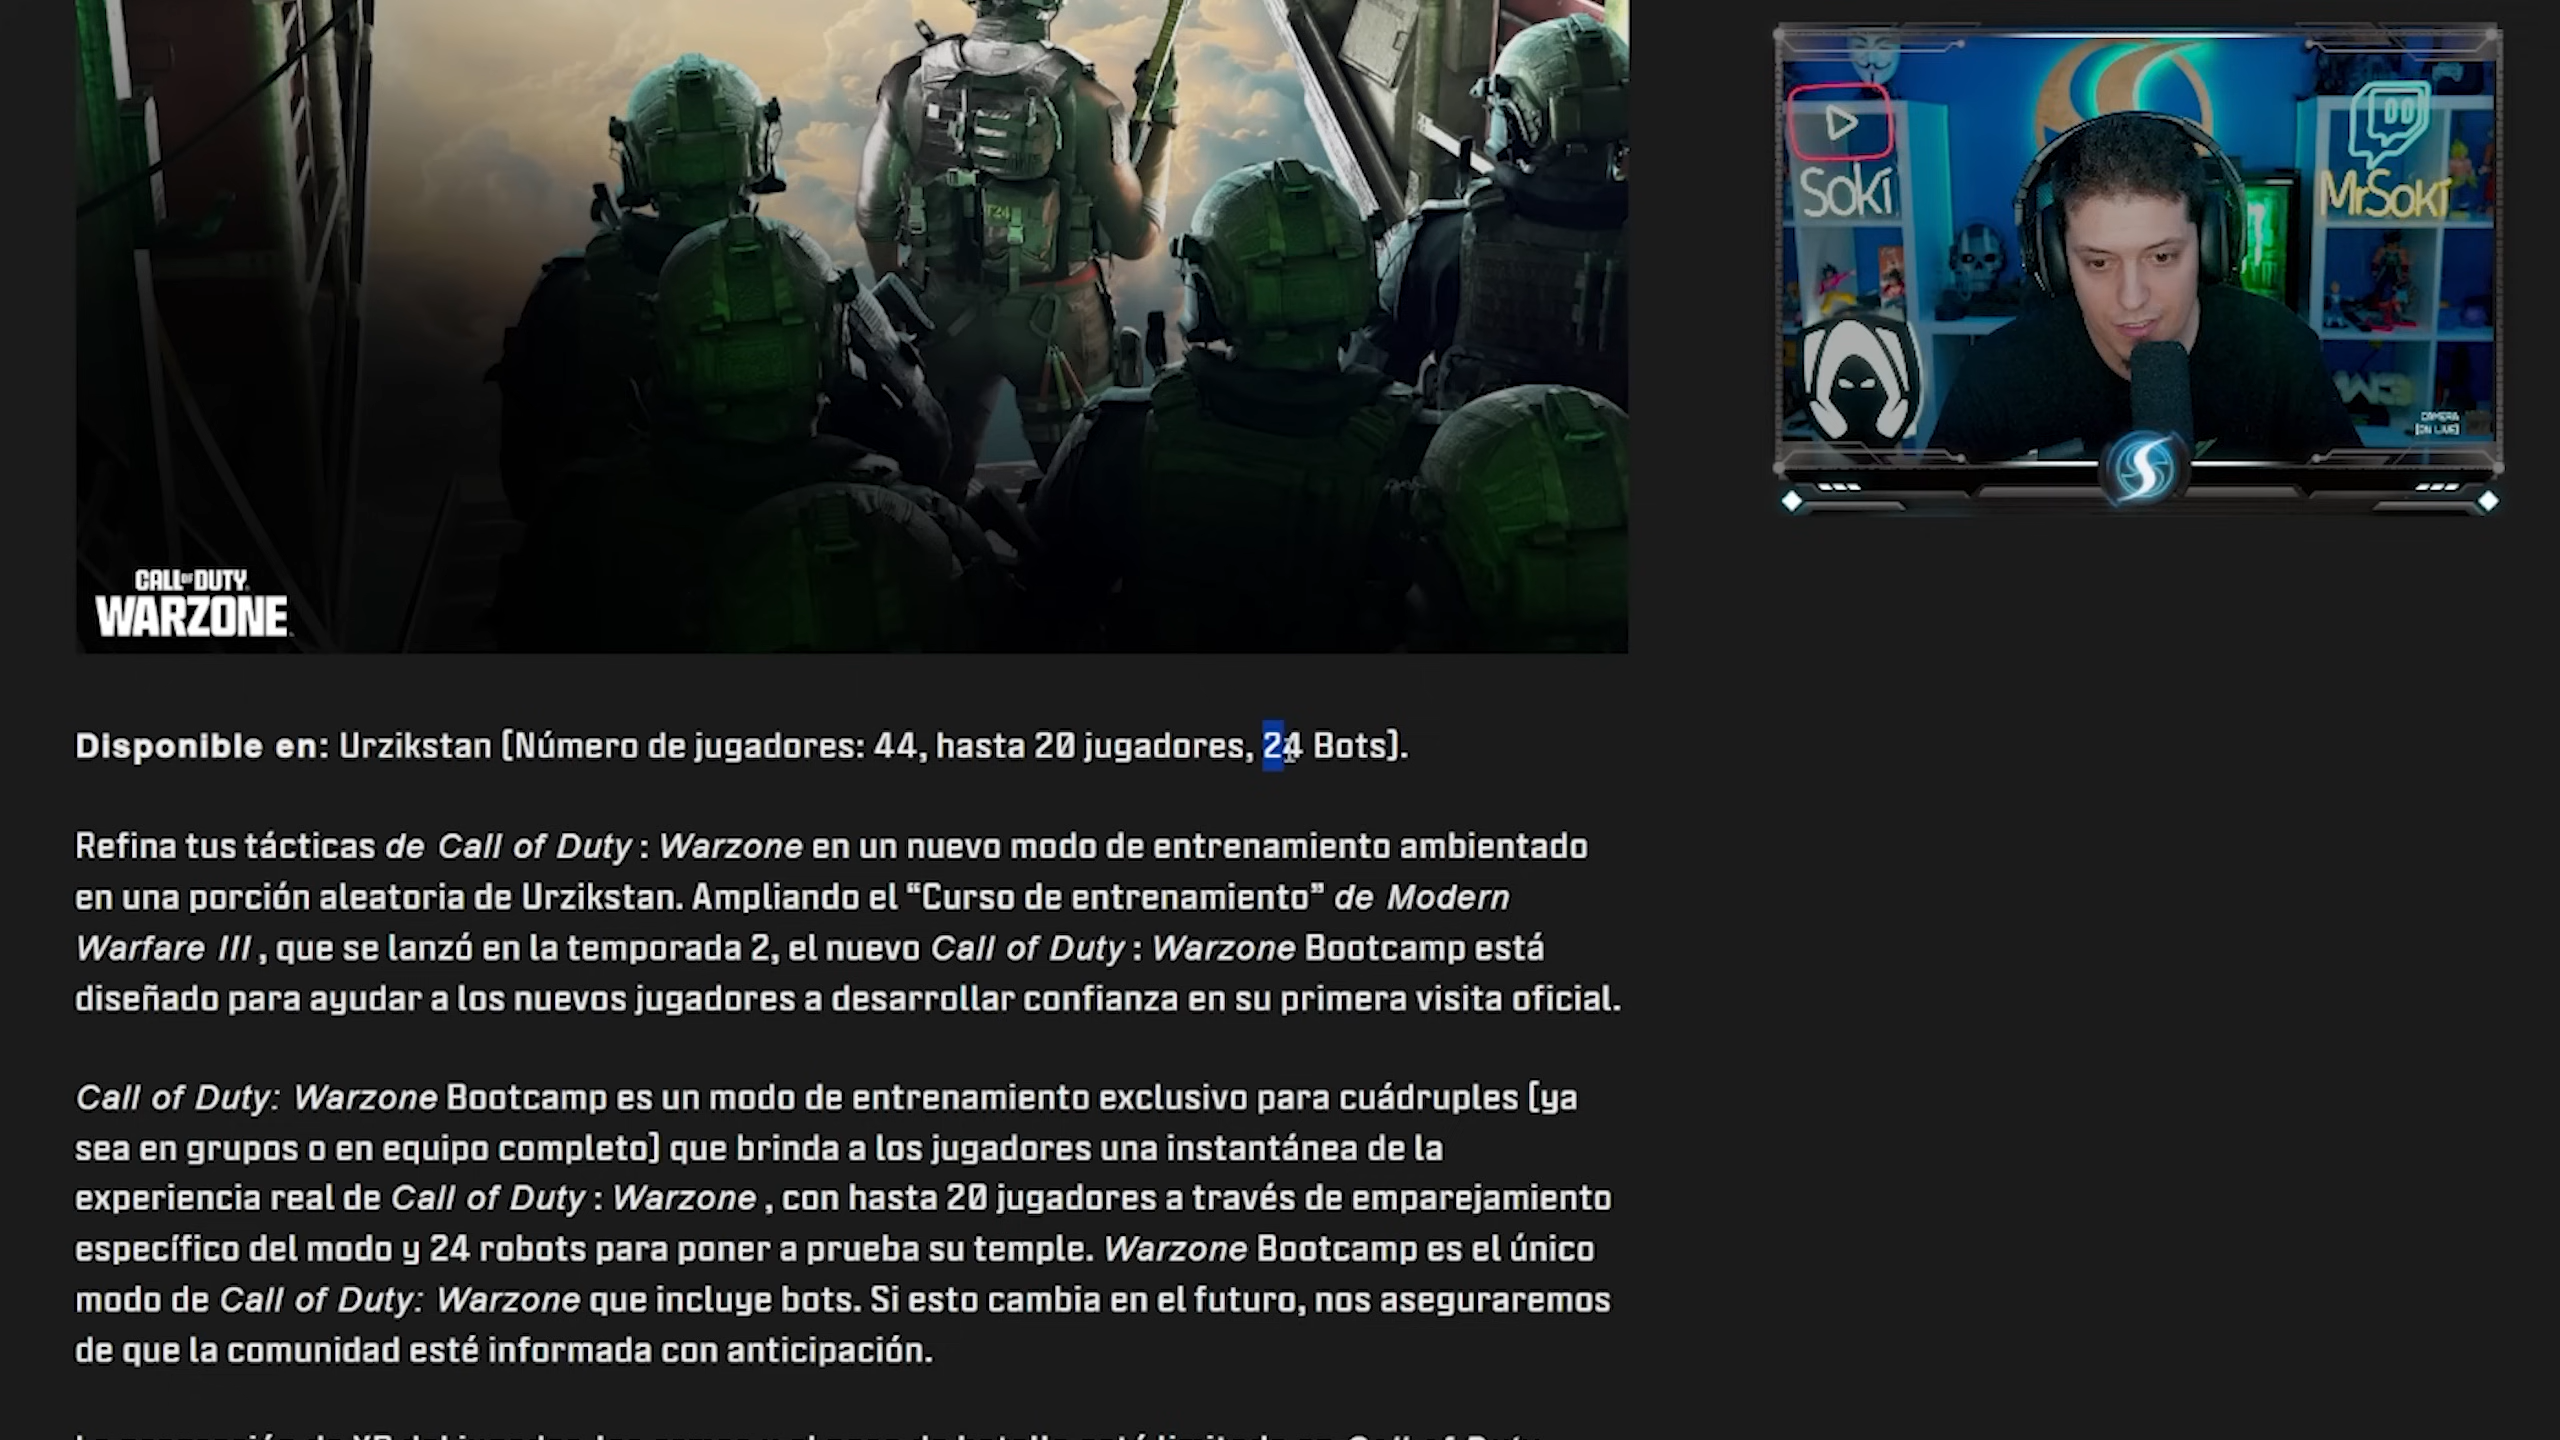 Soki
MrSoki
CAMERA
[ON LIVE]
T24
CALL OF DUTY
WARZONE
Disponible en: Urzikstan (Número de jugadores: 44, hasta 20 jugadores, 24 Bots).
Refina tus tácticas de Call of Duty : Warzone en un nuevo modo de entrenamiento ambientado
en una porción aleatoria de Urzikstan. Ampliando el “Curso de entrenamiento” de Modern
Warfare III , que se lanzó en la temporada 2, el nuevo Call of Duty : Warzone Bootcamp está
diseñado para ayudar a los nuevos jugadores a desarrollar confianza en su primera visita oficial.
Call of Duty: Warzone Bootcamp es un modo de entrenamiento exclusivo para cuádruples (ya
sea en grupos o en equipo completo) que brinda a los jugadores una instantánea de la
experiencia real de Call of Duty : Warzone , con hasta 20 jugadores a través de emparejamiento
específico del modo y 24 robots para poner a prueba su temple. Warzone Bootcamp es el único
modo de Call of Duty: Warzone que incluye bots. Si esto cambia en el futuro, nos aseguraremos
de que la comunidad esté informada con anticipación.